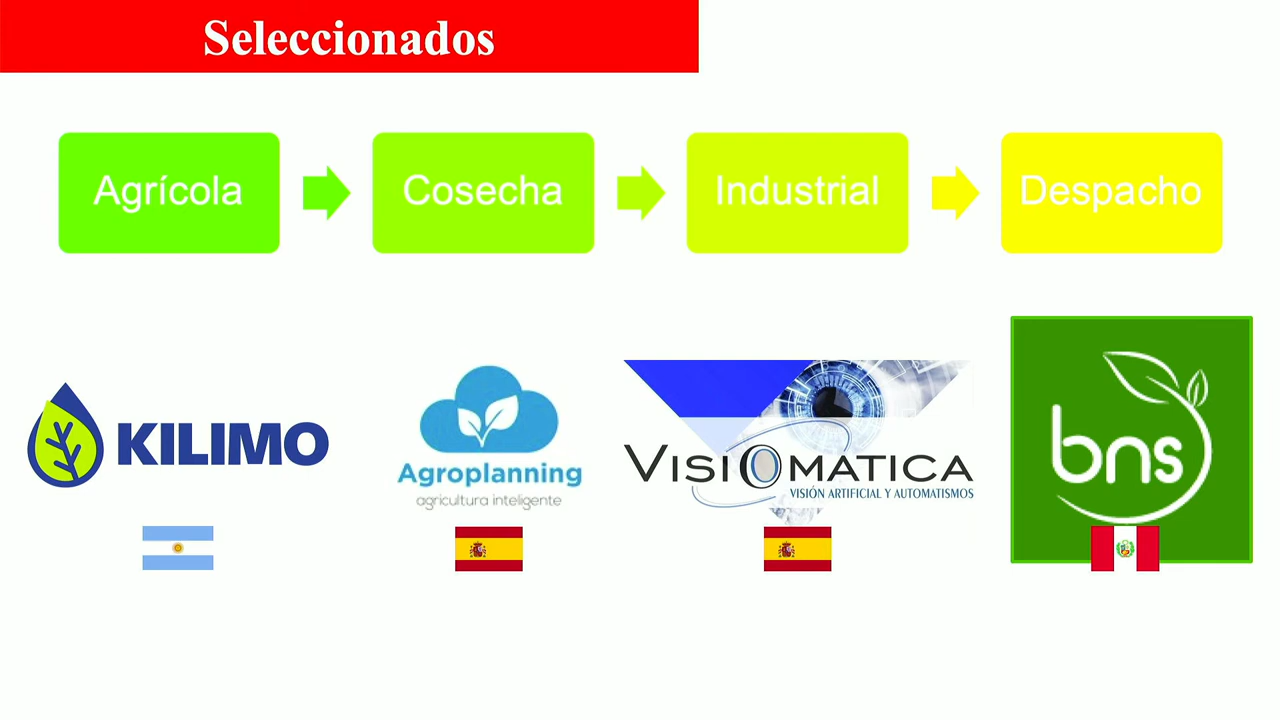 Seleccionados
Agrícola
Cosecha
Industrial
Despacho
KILIMO
Agroplanning
agricultura inteligente
VISIOMATICA
VISIÓN ARTIFICIAL Y AUTOMATISMOS
bns